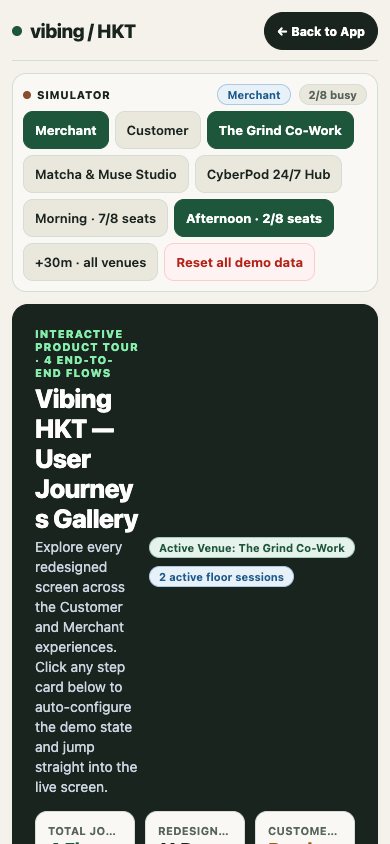 vibing / HKT
← Back to App
SIMULATOR
Merchant
2/8 busy
Merchant
Customer
The Grind Co-Work
Matcha & Muse Studio
CyberPod 24/7 Hub
Morning · 7/8 seats
Afternoon · 2/8 seats
+30m · all venues
Reset all demo data
INTERACTIVE
PRODUCT TOUR
· 4 END-TO-
END FLOWS
Vibing
HKT —
User
Journey
s Gallery
Explore every
redesigned
screen across
the Customer
and Merchant
experiences.
Click any step
card below to
auto-configure
the demo state
and jump
straight into the
live screen.
Active Venue: The Grind Co-Work
2 active floor sessions
TOTAL JO...
REDESIGN...
CUSTOME...